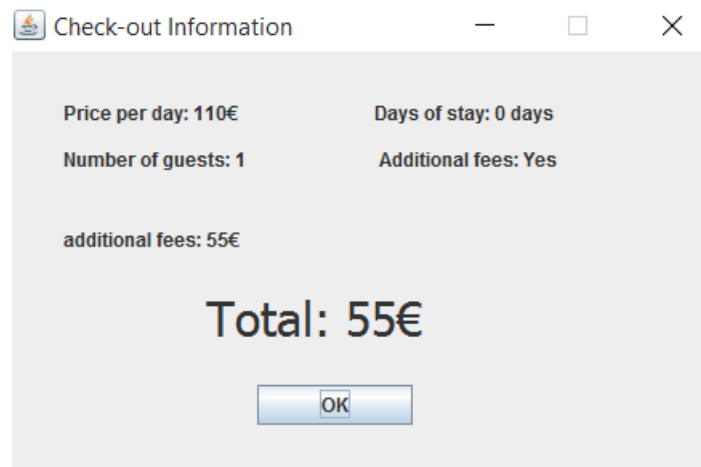 Check-out Information
Price per day: 110€
Days of stay: 0 days
Number of guests: 1
Additional fees: Yes
additional fees: 55€
Total: 55€
OK